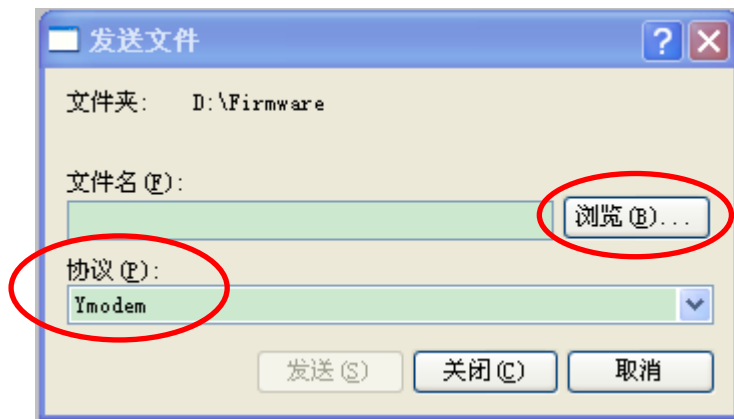 发送文件
文件夹: D:\Firmware
文件名(F):
浏览(B)...
协议(P):
Ymodem
发送(S) 关闭(C) 取消